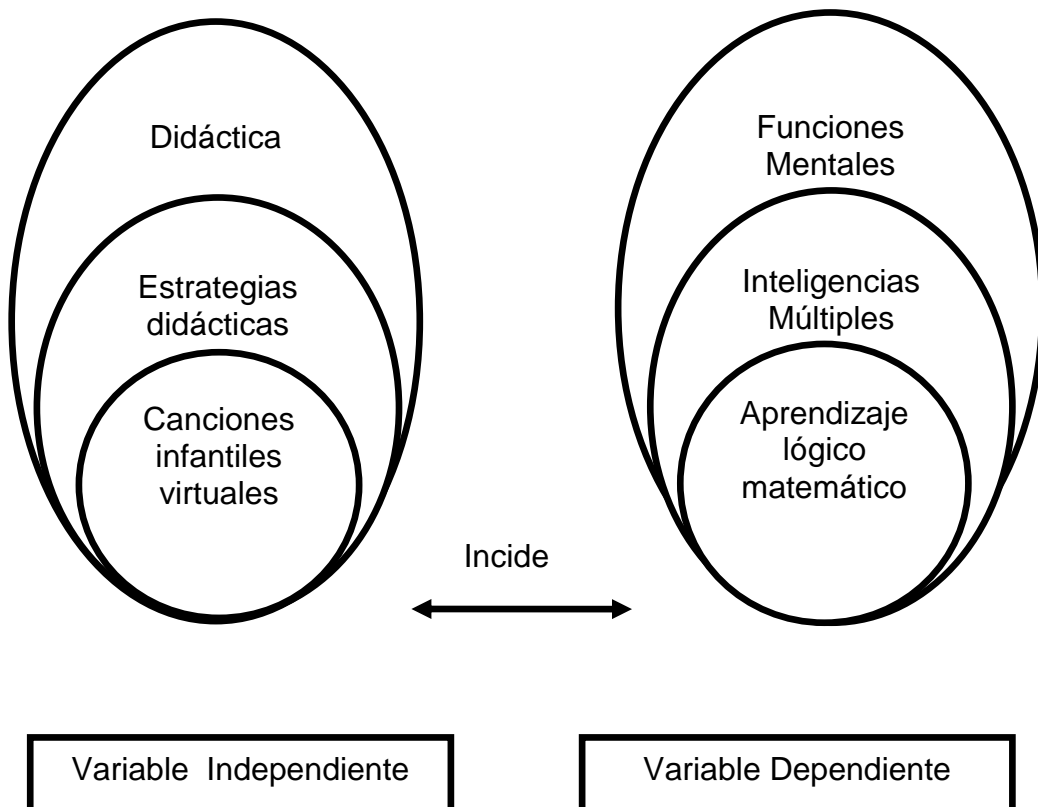 Didáctica
Estrategias
didácticas
Canciones
infantiles
virtuales
Funciones
Mentales
Inteligencias
Múltiples
Aprendizaje
lógico
matemático
Incide
Variable Independiente
Variable Dependiente